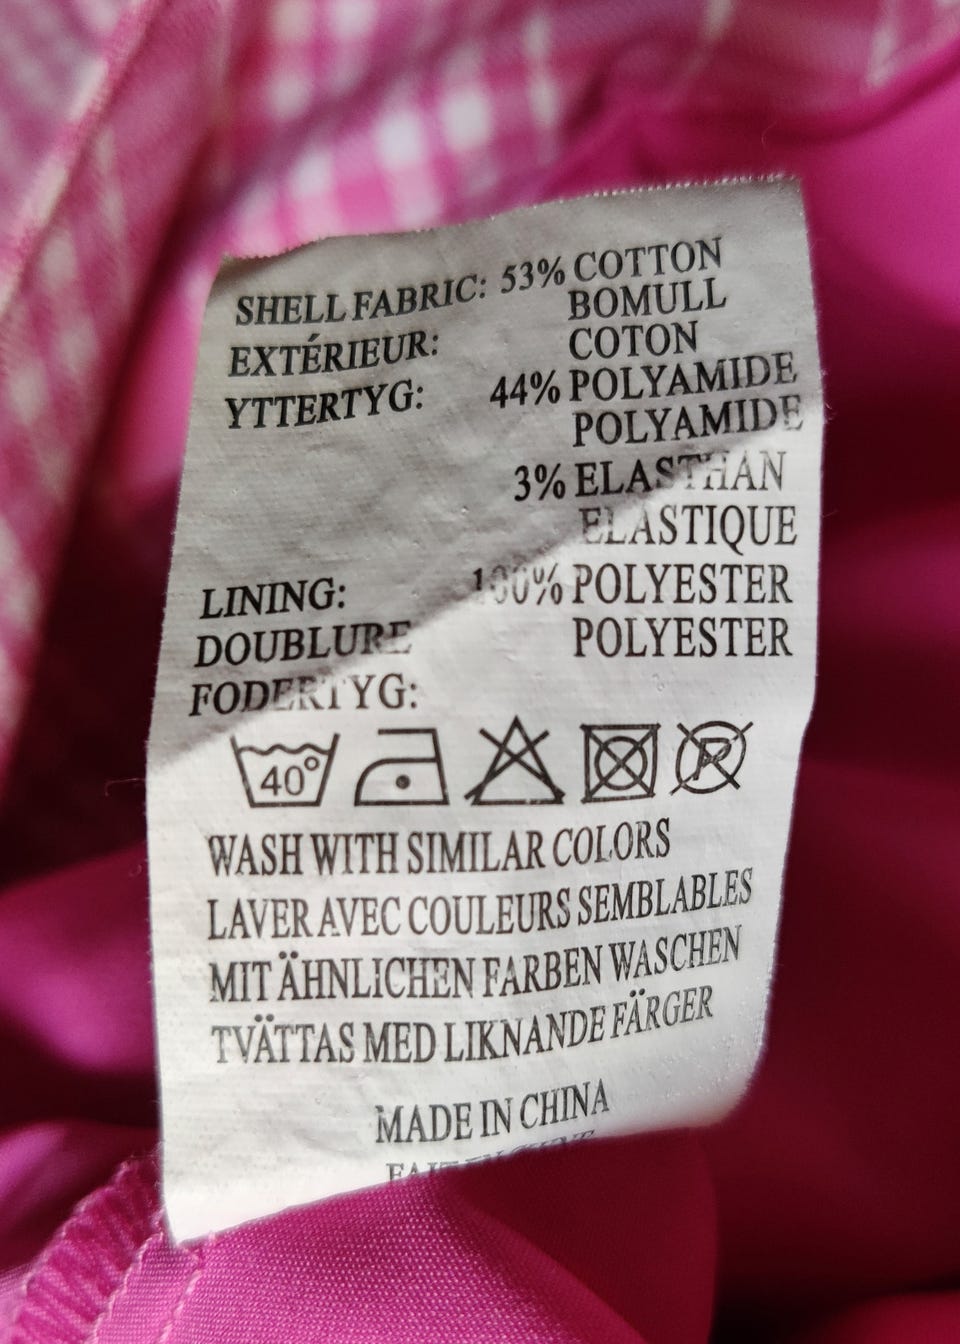 SHELL FABRIC: 53% COTTON
BOMULL
EXTÉRIEUR: COTON
YTTERTYG: 44% POLYAMIDE
POLYAMIDE
3% ELASTHAN
ELASTIQUE
LINING: 100% POLYESTER
DOUBLURE POLYESTER
FODERTYG:
40°
P
WASH WITH SIMILAR COLORS
LAVER AVEC COULEURS SEMBLABLES
MIT ÄHNLICHEN FARBEN WASCHEN
TVÄTTAS MED LIKNANDE FÄRGER
MADE IN CHINA